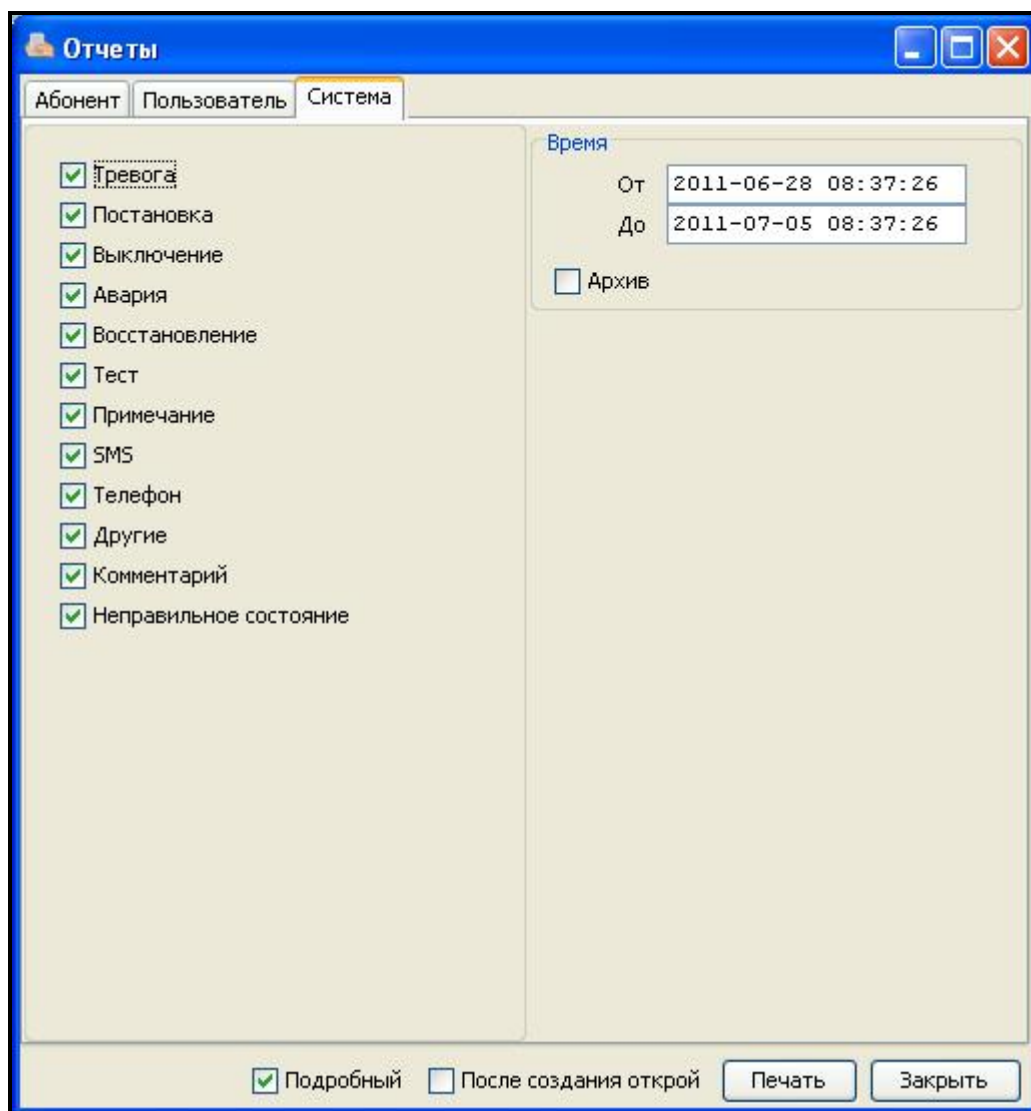 Отчеты
Абонент Пользователь Система
Тревога
Постановка
Выключение
Авария
Восстановление
Тест
Примечание
SMS
Телефон
Другие
Комментарий
Неправильное состояние
Время
От 2011-06-28 08:37:26
До 2011-07-05 08:37:26
Архив
Подробный После создания открой Печать Закрыть